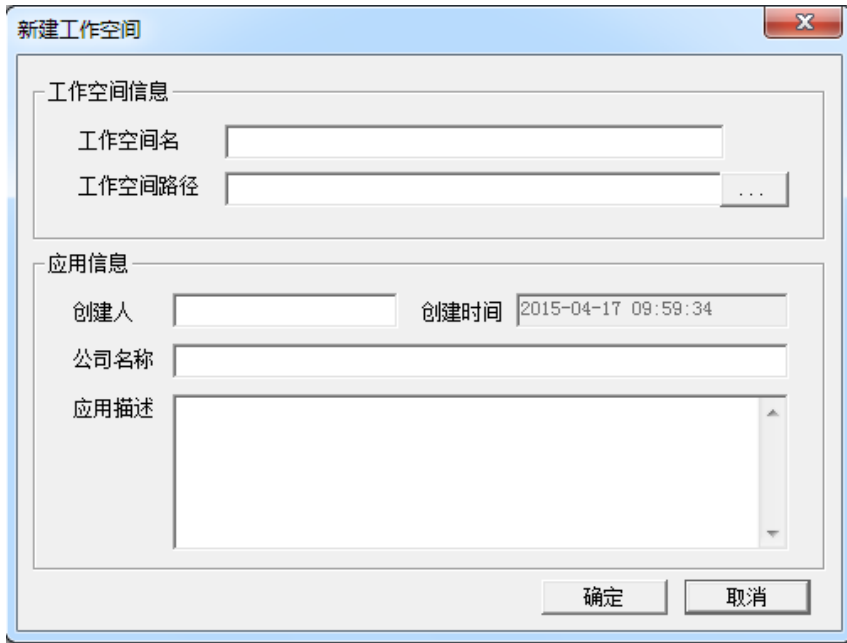 新建工作空间
工作空间信息
工作空间名
工作空间路径 ...
应用信息
创建人 创建时间 2015-04-17 09:59:34
公司名称
应用描述
确定 取消